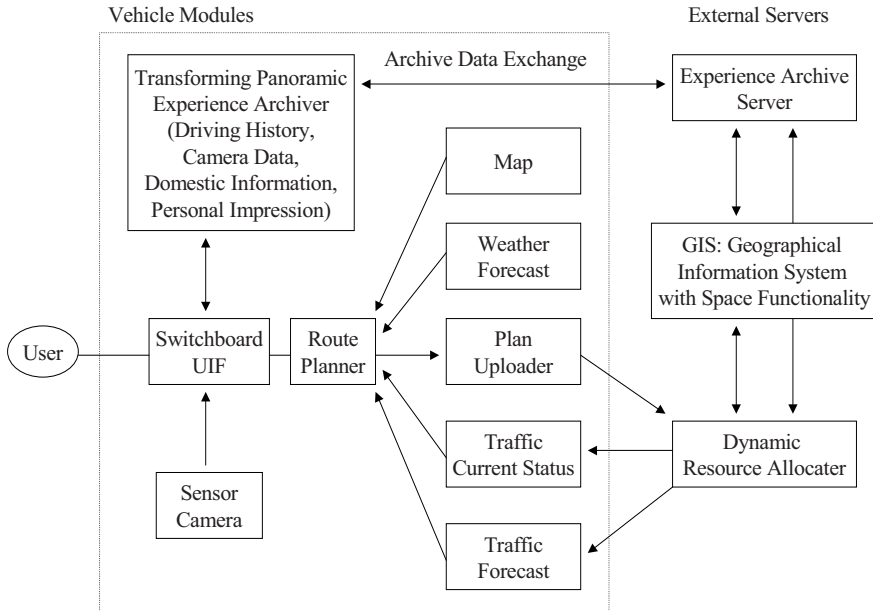 Vehicle Modules
External Servers
Transforming Panoramic
Experience Archiver
(Driving History,
Camera Data,
Domestic Information,
Personal Impression)
Archive Data Exchange
Experience Archive
Server
Map
Weather
Forecast
GIS: Geographical
Information System
with Space Functionality
User
Switchboard
UIF
Route
Planner
Plan
Uploader
Traffic
Current Status
Dynamic
Resource Allocater
Sensor
Camera
Traffic
Forecast